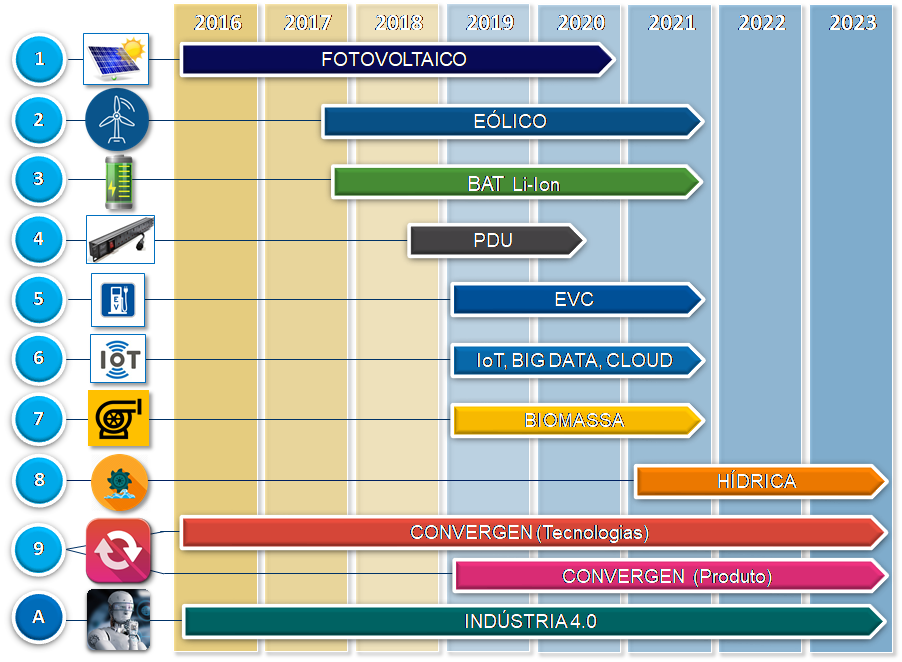 2016 2017 2018 2019 2020 2021 2022 2023
1 FOTOVOLTAICO
2 EÓLICO
3 BAT Li-Ion
4 PDU
5 EV EVC
6 IoT IoT, BIG DATA, CLOUD
7 BIOMASSA
8 HÍDRICA
CONVERGEN (Tecnologias)
9
CONVERGEN (Produto)
A INDÚSTRIA 4.0